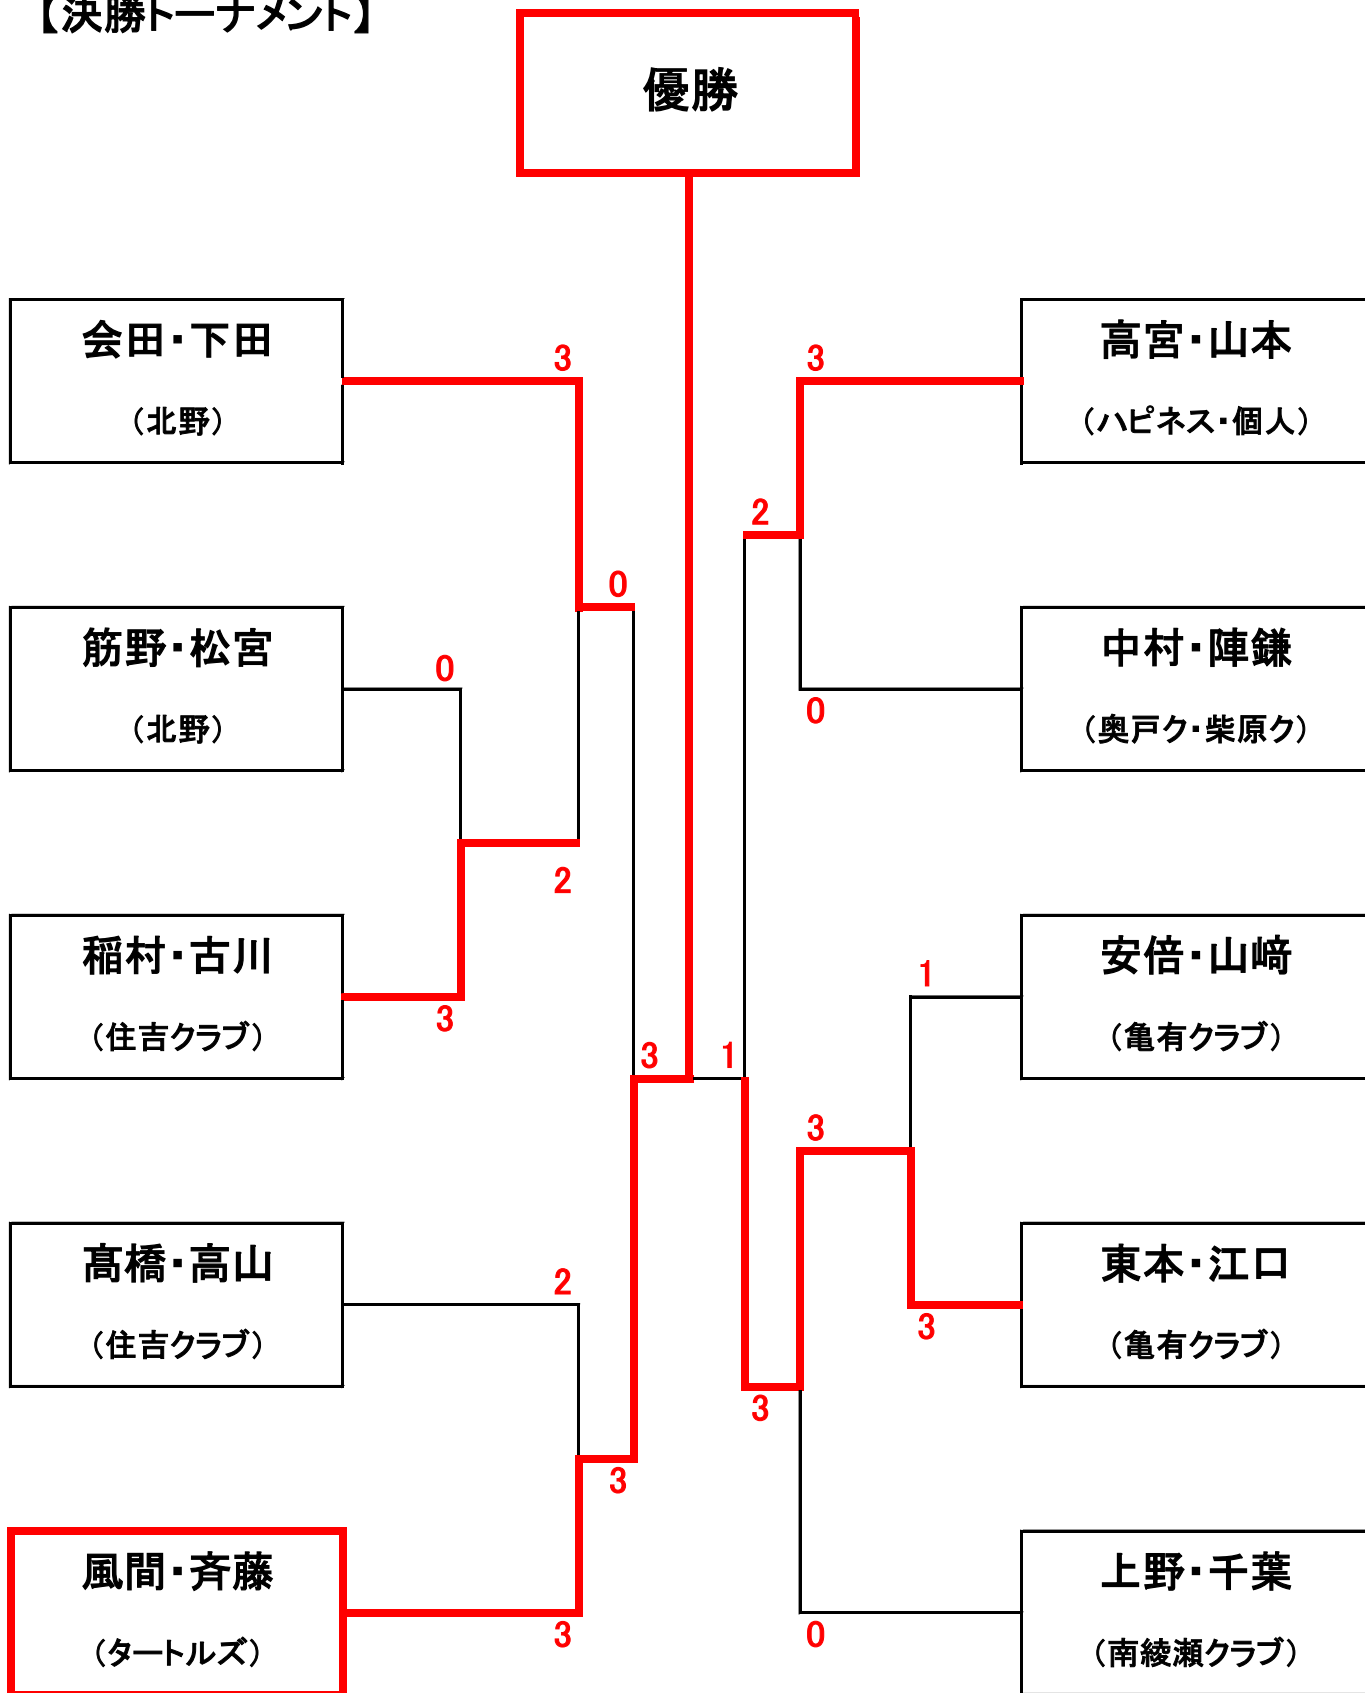 【決勝トーナメント】
優勝
会田・下田
（北野）
3
3
高宮・山本
（ハピネス・個人）
2
0
筋野・松宮
（北野）
0
中村・陣鎌
（奥戸ク・柴原ク）
0
2
稲村・古川
（住吉クラブ）
3
安倍・山﨑
（亀有クラブ）
1
3
1
3
髙橋・高山
（住吉クラブ）
2
東本・江口
（亀有クラブ）
3
3
3
風間・斉藤
（タートルズ）
3
0
上野・千葉
（南綾瀬クラブ）